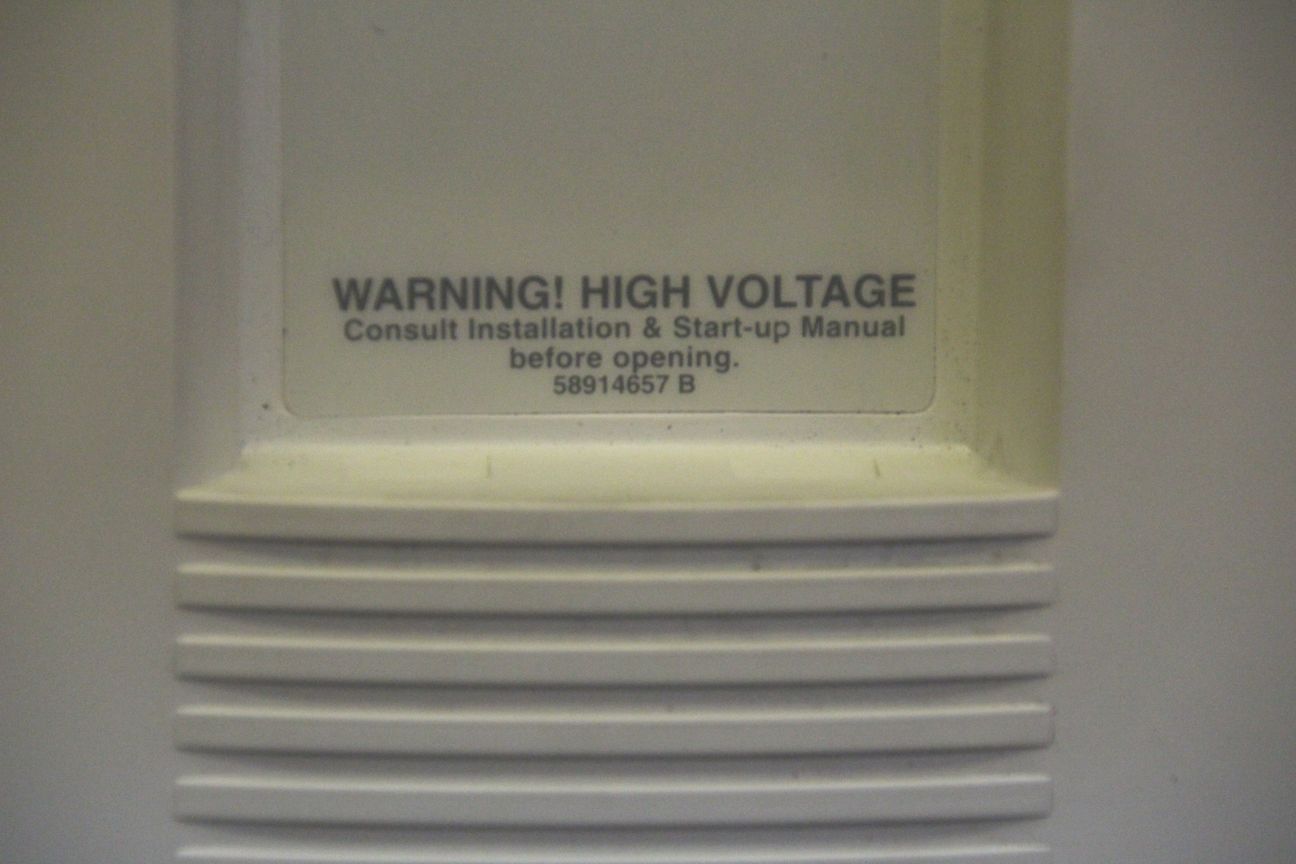 WARNING! HIGH VOLTAGE
Consult Installation & Start-up Manual
before opening.
58914657 B